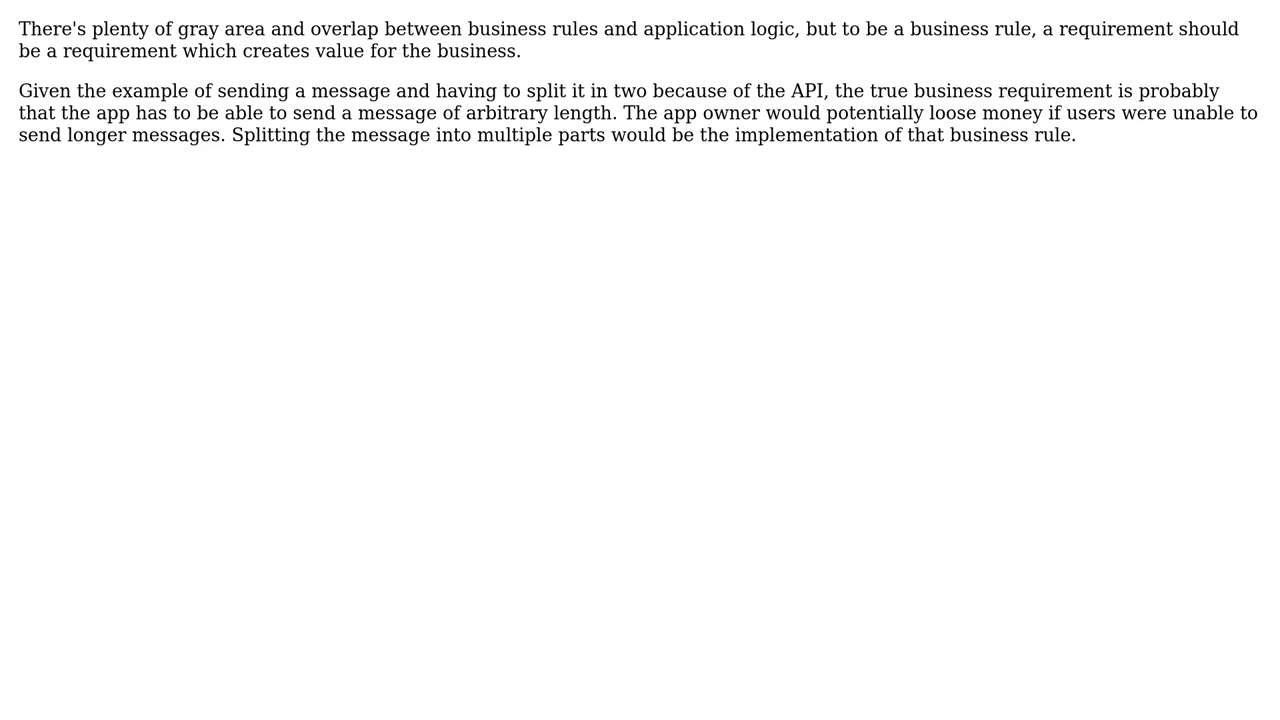 There's plenty of gray area and overlap between business rules and application logic, but to be a business rule, a requirement should
be a requirement which creates value for the business.
Given the example of sending a message and having to split it in two because of the API, the true business requirement is probably
that the app has to be able to send a message of arbitrary length. The app owner would potentially loose money if users were unable to
send longer messages. Splitting the message into multiple parts would be the implementation of that business rule.